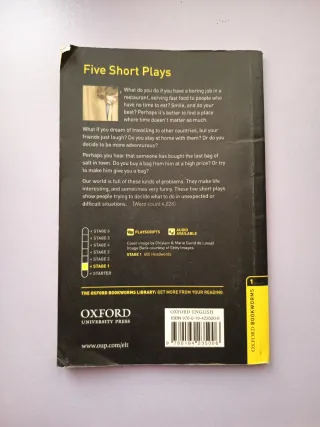 Five Short Plays
What do you do if you have a boring job in a
restaurant, serving fast food to people who
have no time to eat? Smile, and do your
best? Perhaps it's better to find a place
where time doesn't matter as much.
What if you dream of travelling to other countries, but your
friends just laugh? Do you stay at home with them? Or do you
decide to be more adventurous?
Perhaps you hear that someone has bought the last bag of
salt in town. Do you buy a bag from him at a high price? Or try
to make him give you a bag?
Our world is full of these kinds of problems. They make life
interesting, and sometimes very funny. These five short plays
show people trying to decide what to do in unexpected or
difficult situations.
STAGE 6
STAGE 5
STAGE 4
STAGE 3
STAGE 2
STAGE 1
STARTER
PLAYSCRIPTS
AUDIO
AVAILABLE
STAGE 1 400 Headwords
THE OXFORD BOOKWORMS LIBRARY: GET MORE FROM YOUR READING
OXFORD
UNIVERSITY PRESS
www.oup.com/elt
OXFORD ENGLISH
1
OXFORD BOOKWORMS